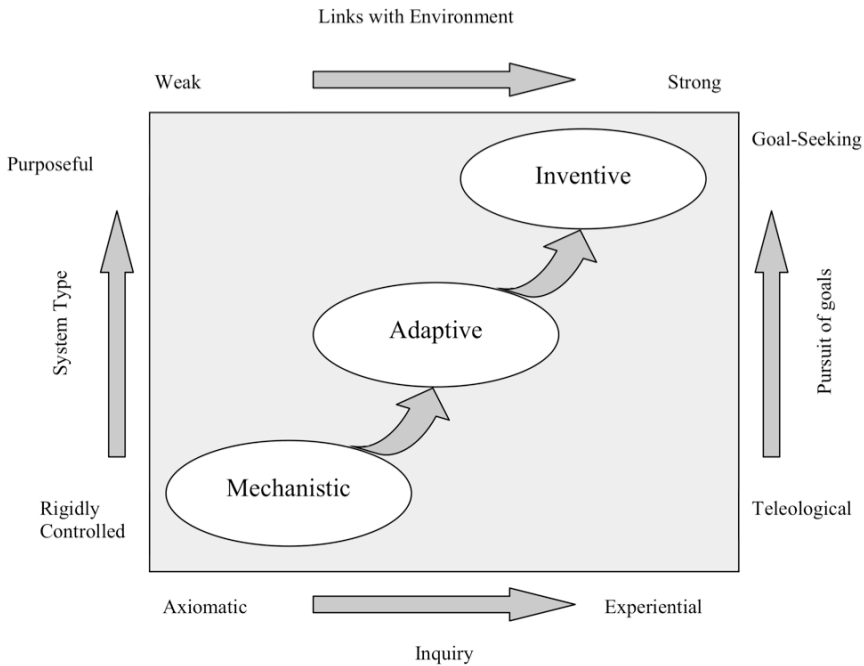 Links with Environment
Weak
Strong
Purposeful
Goal-Seeking
Inventive
System Type
Adaptive
Pursuit of goals
Mechanistic
Rigidly
Controlled
Teleological
Axiomatic
Experiential
Inquiry